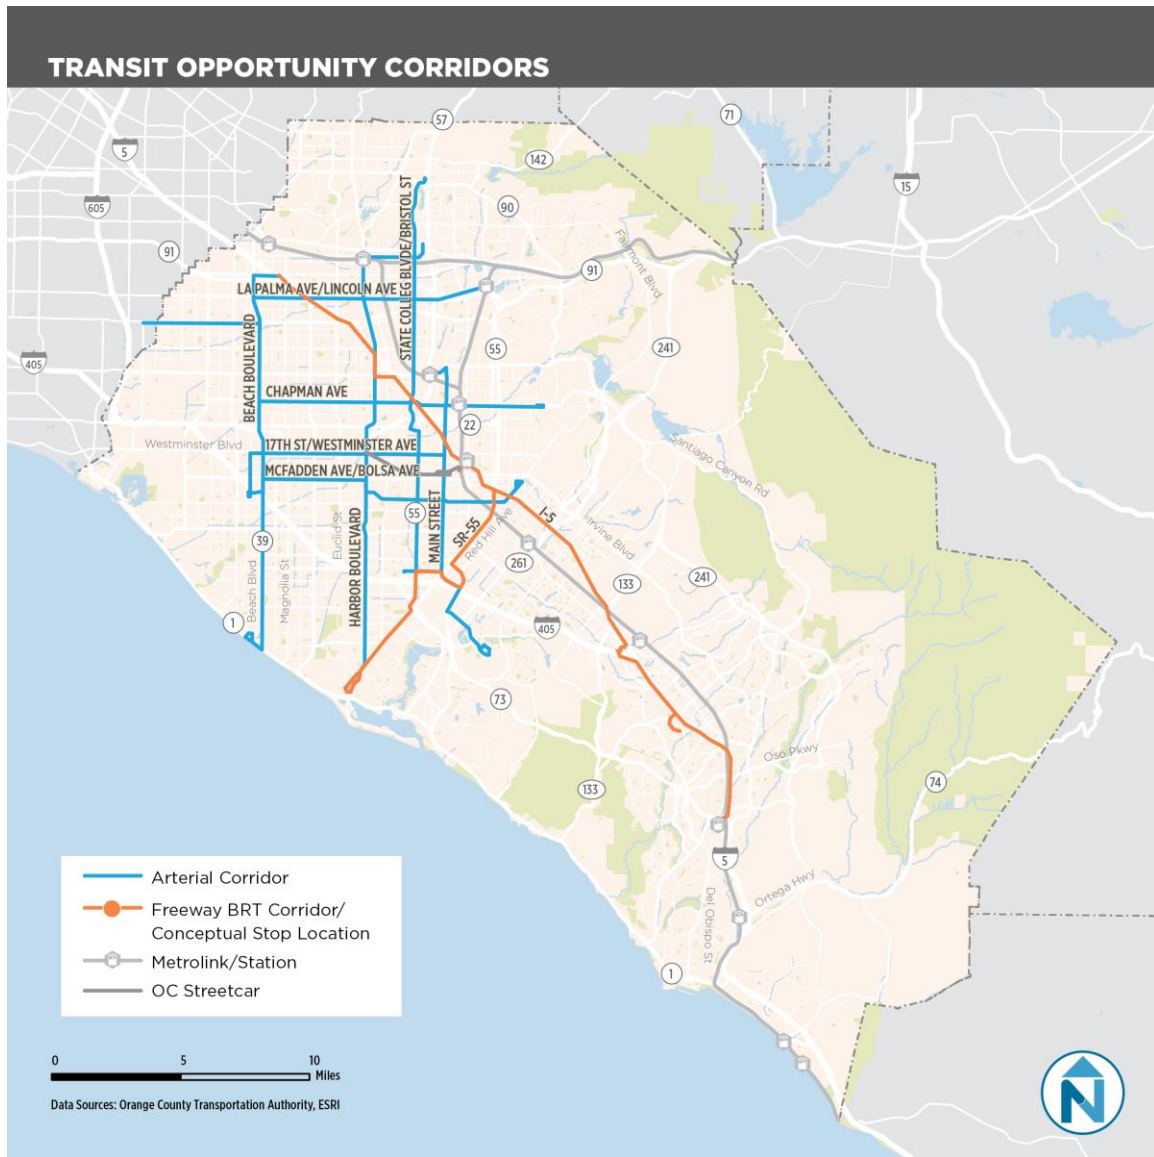 TRANSIT OPPORTUNITY CORRIDORS
57
71
5
142
15
605
90
STATE COLLEG BLVDE/BRISTOL ST
91
Fairmont Blvd
91
LA PALMA AVE/LINCOLN AVE
BEACH BOULEVARD
55
241
405
CHAPMAN AVE
22
Westminster Blvd
17TH ST/WESTMINSTER AVE
Santiago Canyon Rd
MCFADDEN AVE/BOLSA AVE
55
MAIN STREET
SR-55
Red Hill Ave
I-5
Irvine Blvd
39
Euclid St
HARBOR BOULEVARD
261
133
241
Beach Blvd
Magnolia St
1
405
73
Oso Pkwy
133
74
5
Ortega Hwy
Del Obispo St
1
Arterial Corridor
Freeway BRT Corridor/
Conceptual Stop Location
Metrolink/Station
OC Streetcar
0 5 10
Miles
Data Sources: Orange County Transportation Authority, ESRI
N